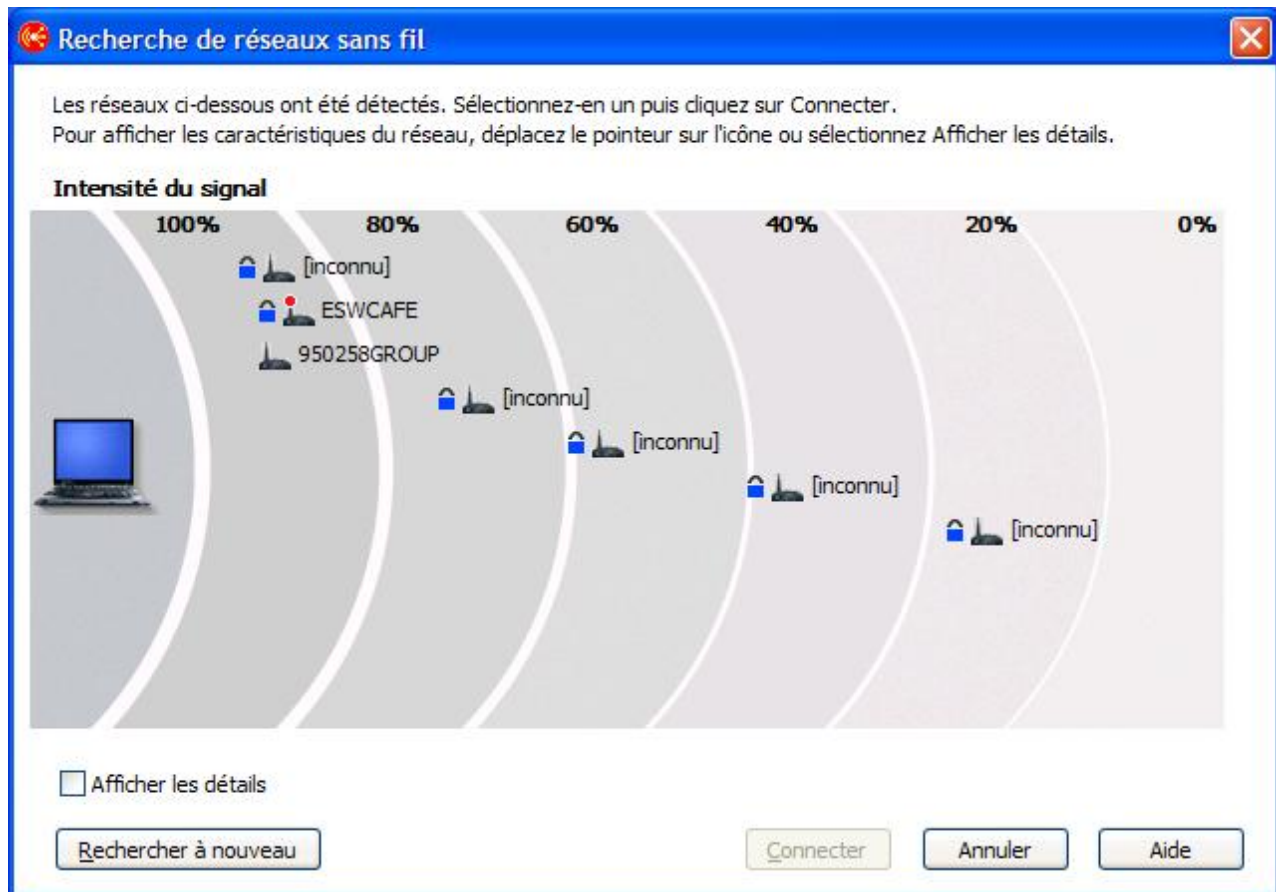 Recherche de réseaux sans fil
Les réseaux ci-dessous ont été détectés. Sélectionnez-en un puis cliquez sur Connecter.
Pour afficher les caractéristiques du réseau, déplacez le pointeur sur l'icône ou sélectionnez Afficher les détails.
Intensité du signal
100% 80% 60% 40% 20% 0%
[inconnu]
ESWCAFE
950258GROUP
[inconnu]
[inconnu]
[inconnu]
[inconnu]
Afficher les détails
Rechercher à nouveau Connecter Annuler Aide